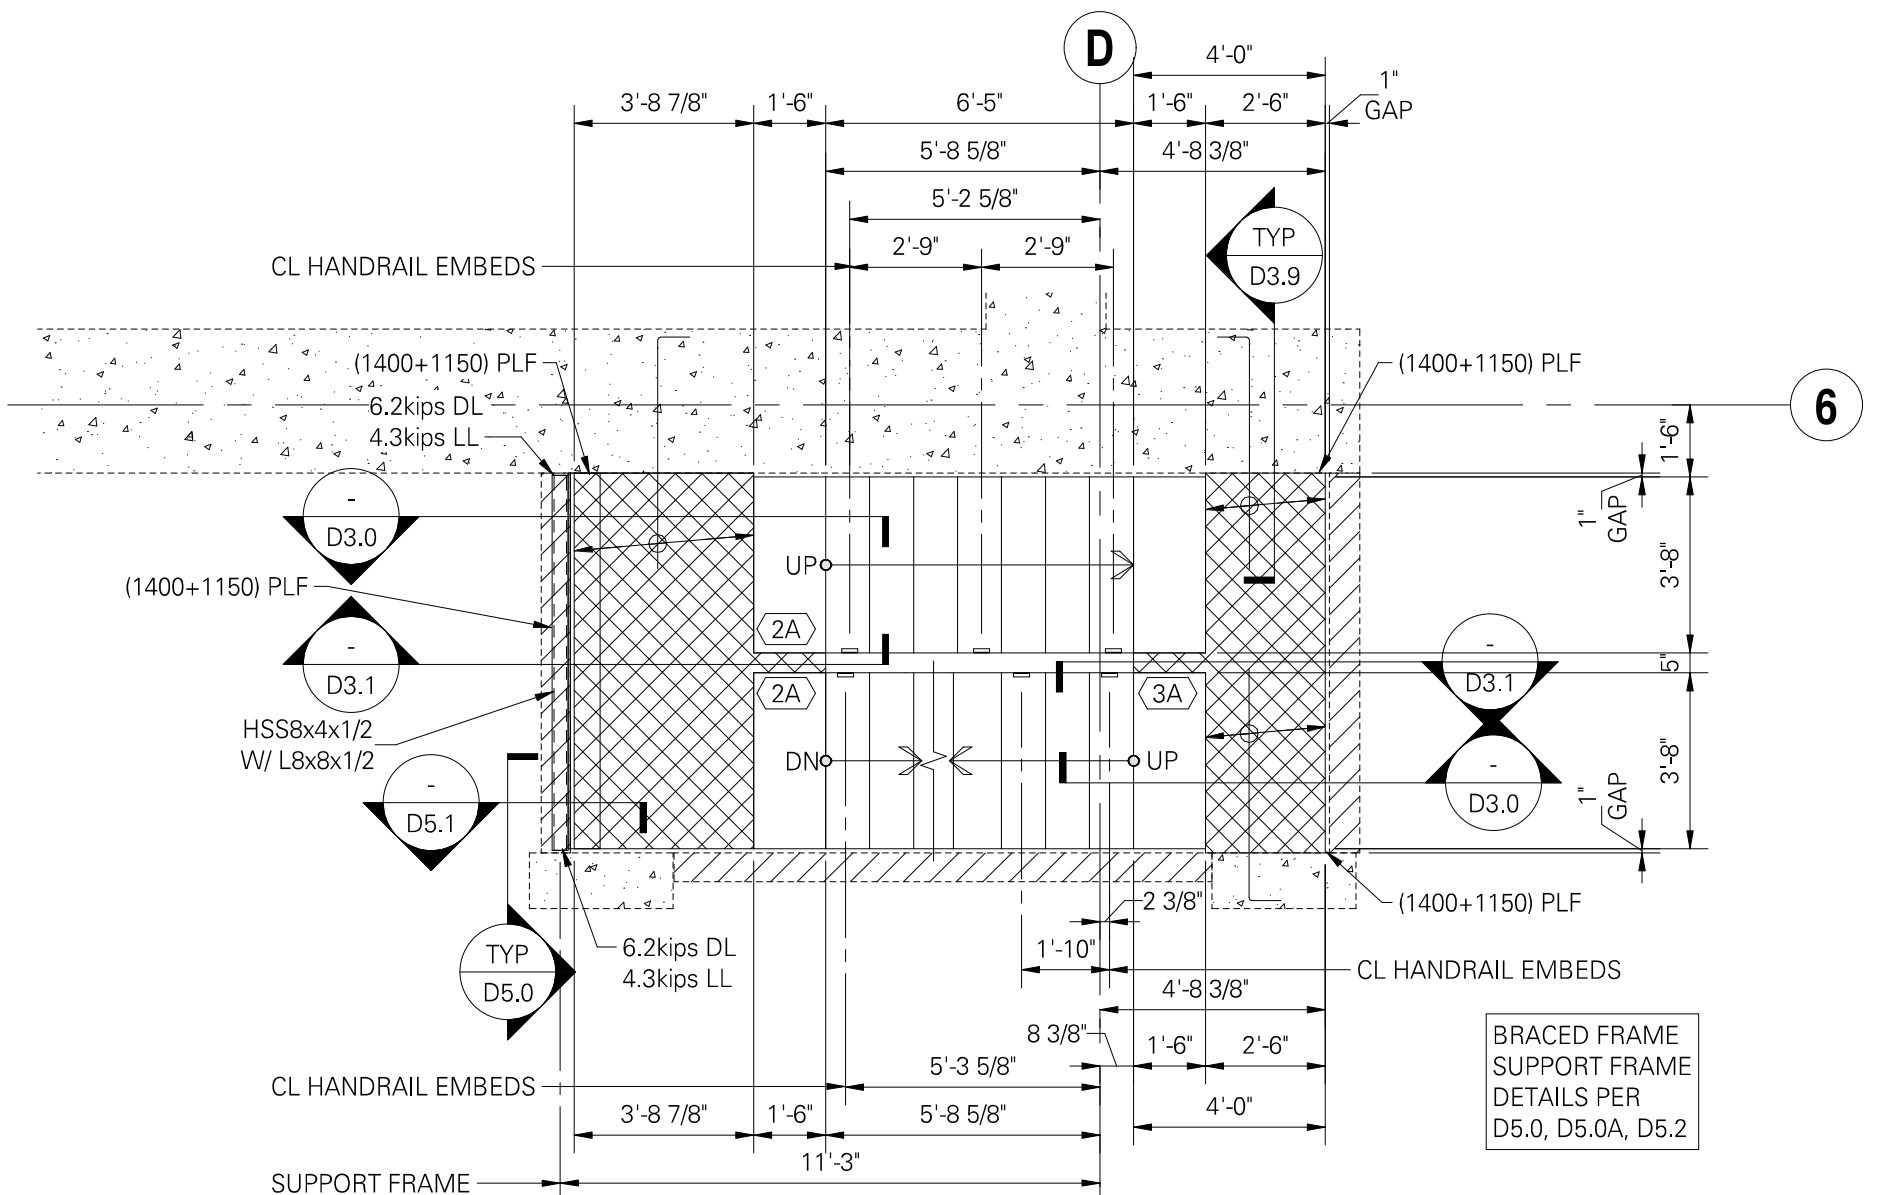 D
4'-0"
1"
GAP
3'-8 7/8"
1'-6"
6'-5"
1'-6"
2'-6"
5'-8 5/8"
4'-8 3/8"
5'-2 5/8"
2'-9"
2'-9"
CL HANDRAIL EMBEDS
TYP
D3.9
(1400+1150) PLF
(1400+1150) PLF
6.2kips DL
4.3kips LL
6
1'-6"
1"
GAP
3'-8"
-
D3.0
UP
(1400+1150) PLF
2A
-
D3.1
5"
-
D3.1
2A
3A
HSS8x4x1/2
W/ L8x8x1/2
DN
UP
3'-8"
1"
GAP
-
D3.0
-
D5.1
2 3/8"
(1400+1150) PLF
TYP
D5.0
6.2kips DL
4.3kips LL
1'-10"
CL HANDRAIL EMBEDS
4'-8 3/8"
8 3/8"
1'-6"
2'-6"
BRACED FRAME
SUPPORT FRAME
DETAILS PER
D5.0, D5.0A, D5.2
CL HANDRAIL EMBEDS
5'-3 5/8"
3'-8 7/8"
1'-6"
5'-8 5/8"
4'-0"
11'-3"
SUPPORT FRAME